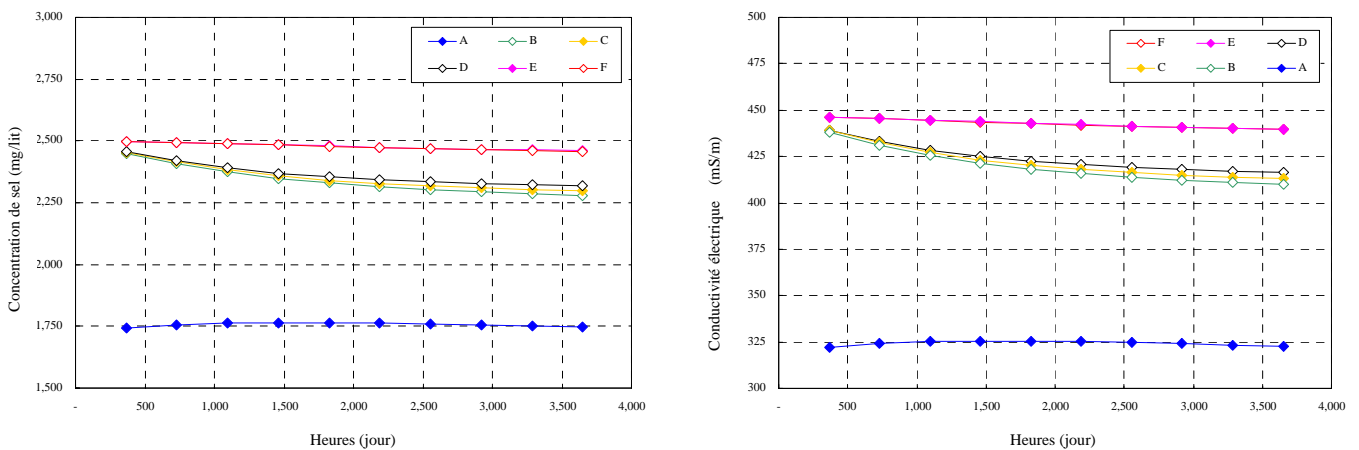 3,000
2,750
2,500
2,250
2,000
1,750
1,500
Concentration de sel (mg/lit)
A B C
D E F
- 500 1,000 1,500 2,000 2,500 3,000 3,500 4,000
Heures (jour)
500
475
450
425
400
375
350
325
300
Conductivité électrique (mS/m)
F E D
C B A
- 500 1,000 1,500 2,000 2,500 3,000 3,500 4,000
Heures (jour)